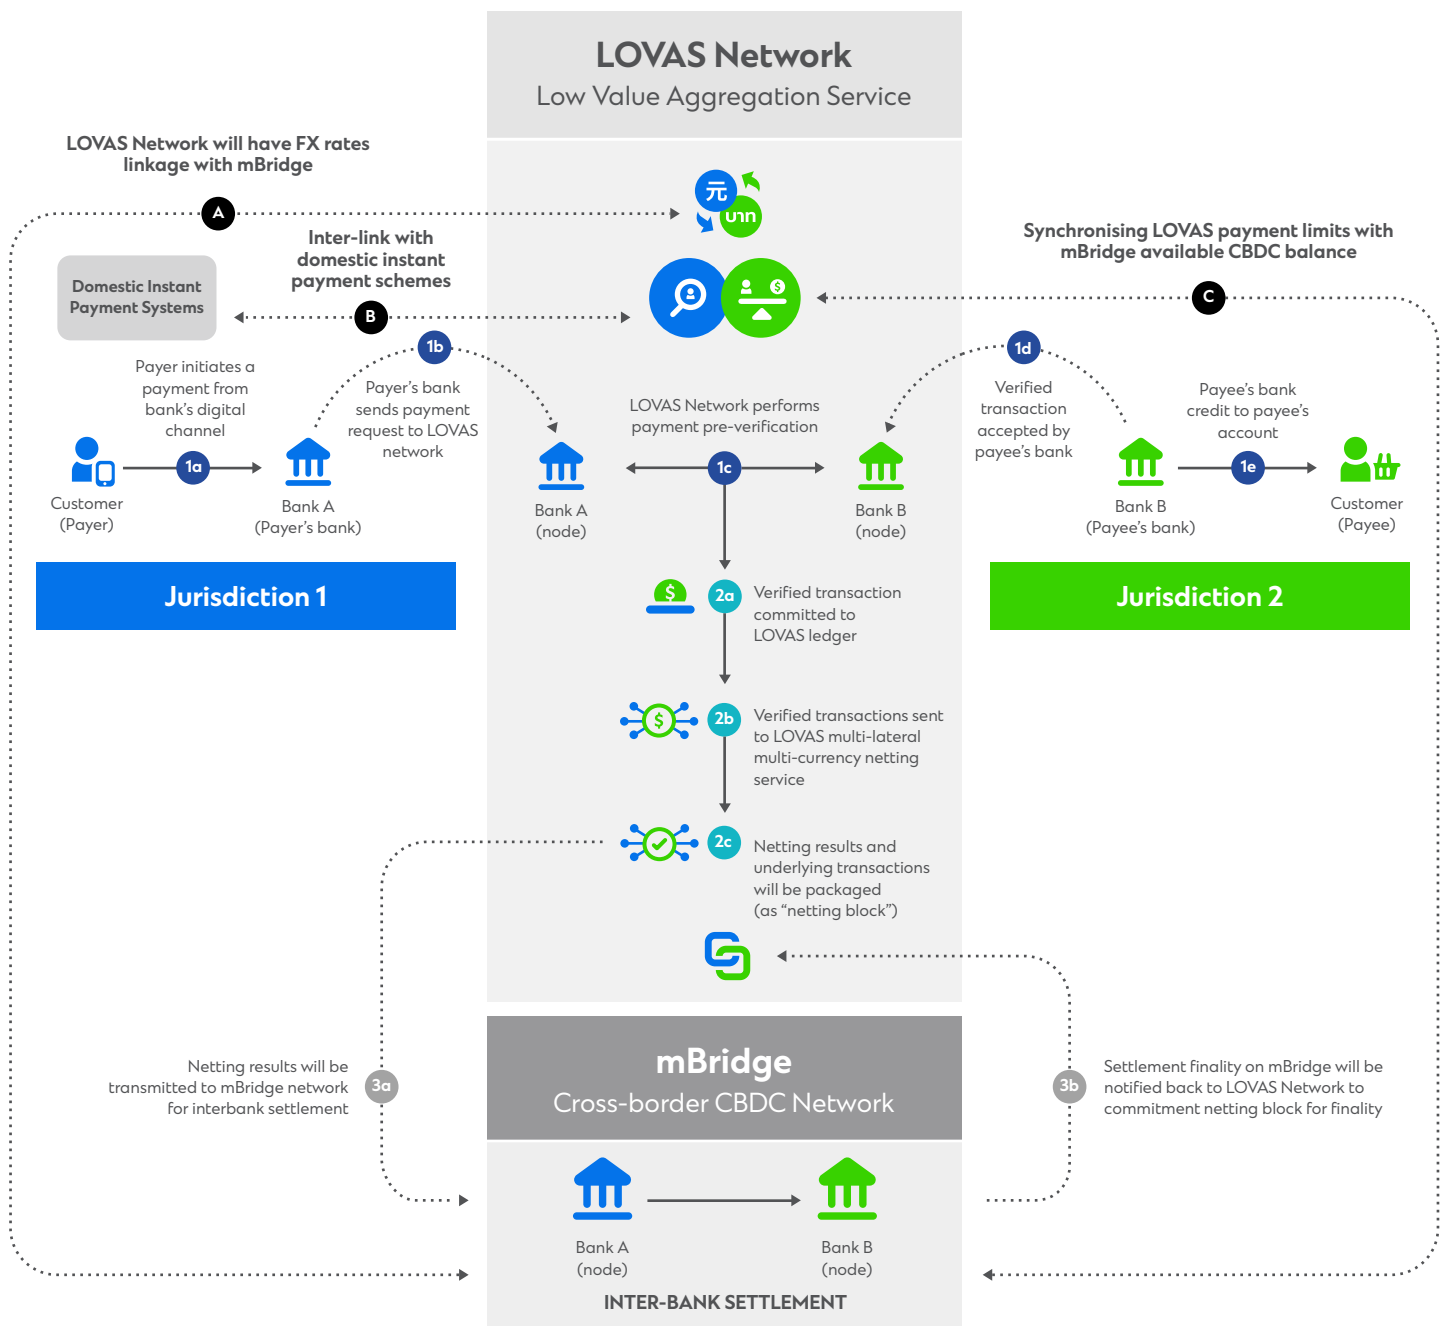 LOVAS Network
Low Value Aggregation Service
LOVAS Network will have FX rates
linkage with mBridge
A
元
บาท
Inter-link with
domestic instant
payment schemes
B
Synchronising LOVAS payment limits with
mBridge available CBDC balance
C
Domestic Instant
Payment Systems
$
Payer initiates a
payment from
bank's digital
channel
1a
Customer
(Payer)
Bank A
(Payer's bank)
1b
Payer's bank
sends payment
request to LOVAS
network
LOVAS Network performs
payment pre-verification
1c
Bank A
(node)
Bank B
(node)
1d
Verified
transaction
accepted by
payee's bank
Payee's bank
credit to payee's
account
1e
Bank B
(Payee's bank)
Customer
(Payee)
Jurisdiction 1
Jurisdiction 2
$
2a
Verified transaction
committed to
LOVAS ledger
$
2b
Verified transactions sent
to LOVAS multi-lateral
multi-currency netting
service
2c
Netting results and
underlying transactions
will be packaged
(as “netting block”)
mBridge
Cross-border CBDC Network
Netting results will be
transmitted to mBridge network
for interbank settlement
3a
3b
Settlement finality on mBridge will be
notified back to LOVAS Network to
commitment netting block for finality
Bank A
(node)
Bank B
(node)
INTER-BANK SETTLEMENT